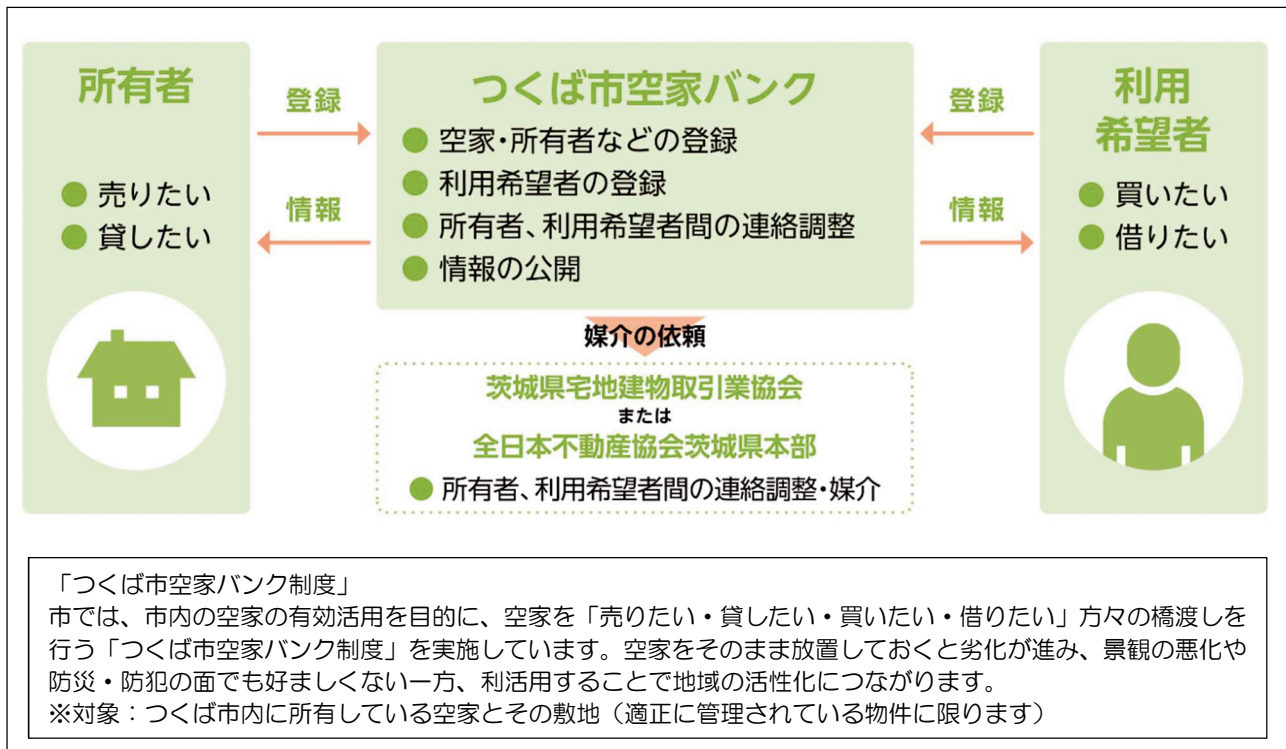 所有者
● 売りたい
● 貸したい
登録
情報
つくば市空家バンク
● 空家・所有者などの登録
● 利用希望者の登録
● 所有者、利用希望者間の連絡調整
● 情報の公開
登録
情報
利用
希望者
● 買いたい
● 借りたい
媒介の依頼
茨城県宅地建物取引業協会
または
全日本不動産協会茨城県本部
● 所有者、利用希望者間の連絡調整・媒介
「つくば市空家バンク制度」
市では、市内の空家の有効活用を目的に、空家を「売りたい・貸したい・買いたい・借りたい」方々の橋渡しを
行う「つくば市空家バンク制度」を実施しています。空家をそのまま放置しておくと劣化が進み、景観の悪化や
防災・防犯の面でも好ましくない一方、利活用することで地域の活性化につながります。
※対象：つくば市内に所有している空家とその敷地（適正に管理されている物件に限ります）